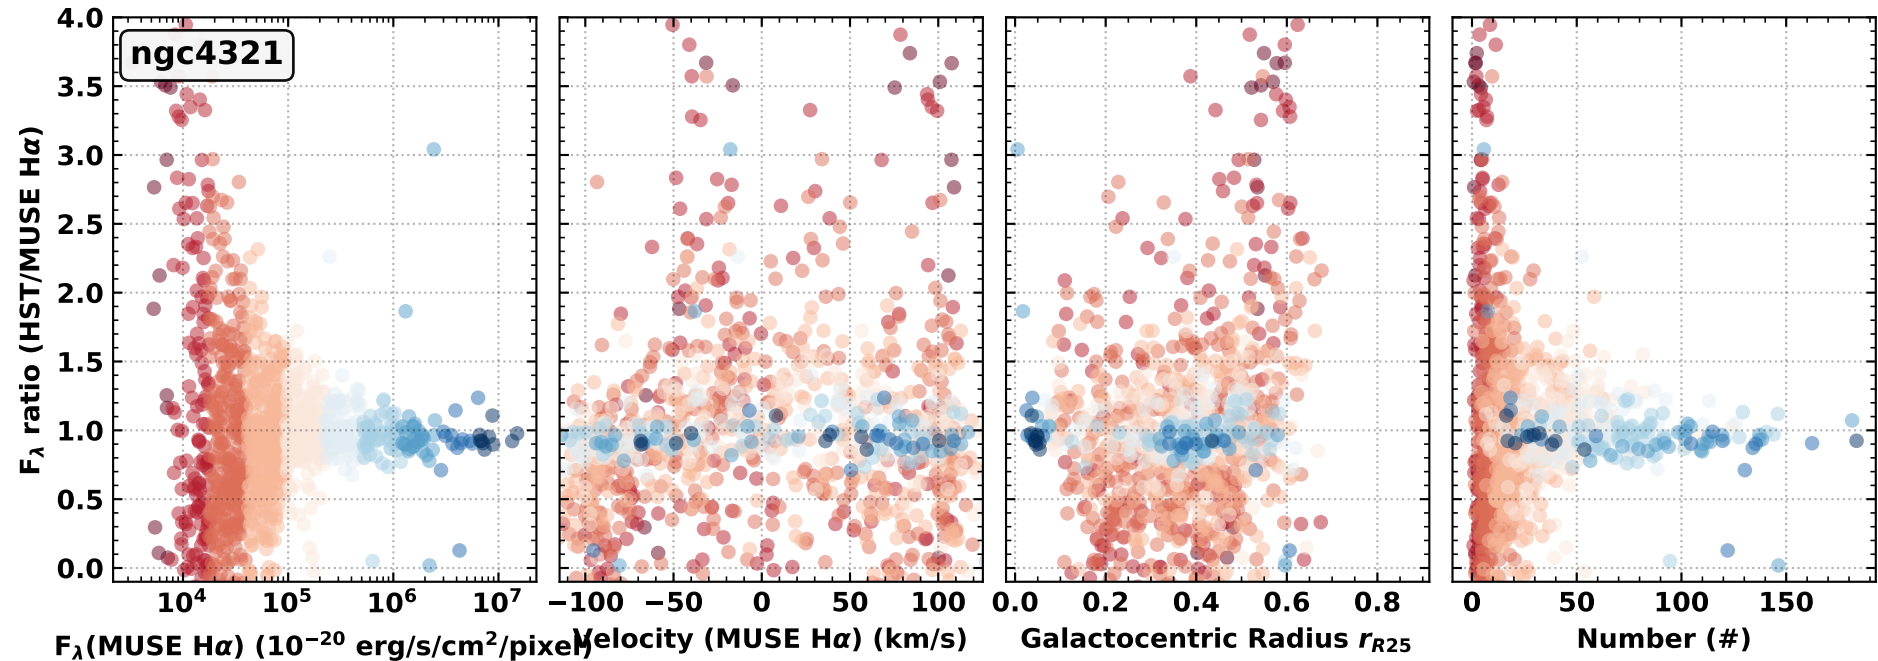 ngc4321
F_λ ratio (HST/MUSE Hα)
4.0
3.5
3.0
2.5
2.0
1.5
1.0
0.5
0.0
10⁴ 10⁵ 10⁶ 10⁷
−100 −50 0 50 100
0.0 0.2 0.4 0.6 0.8
0 50 100 150
F_λ(MUSE Hα) (10⁻²⁰ erg/s/cm²/pixel)
Velocity (MUSE Hα) (km/s)
Galactocentric Radius r_R25
Number (#)